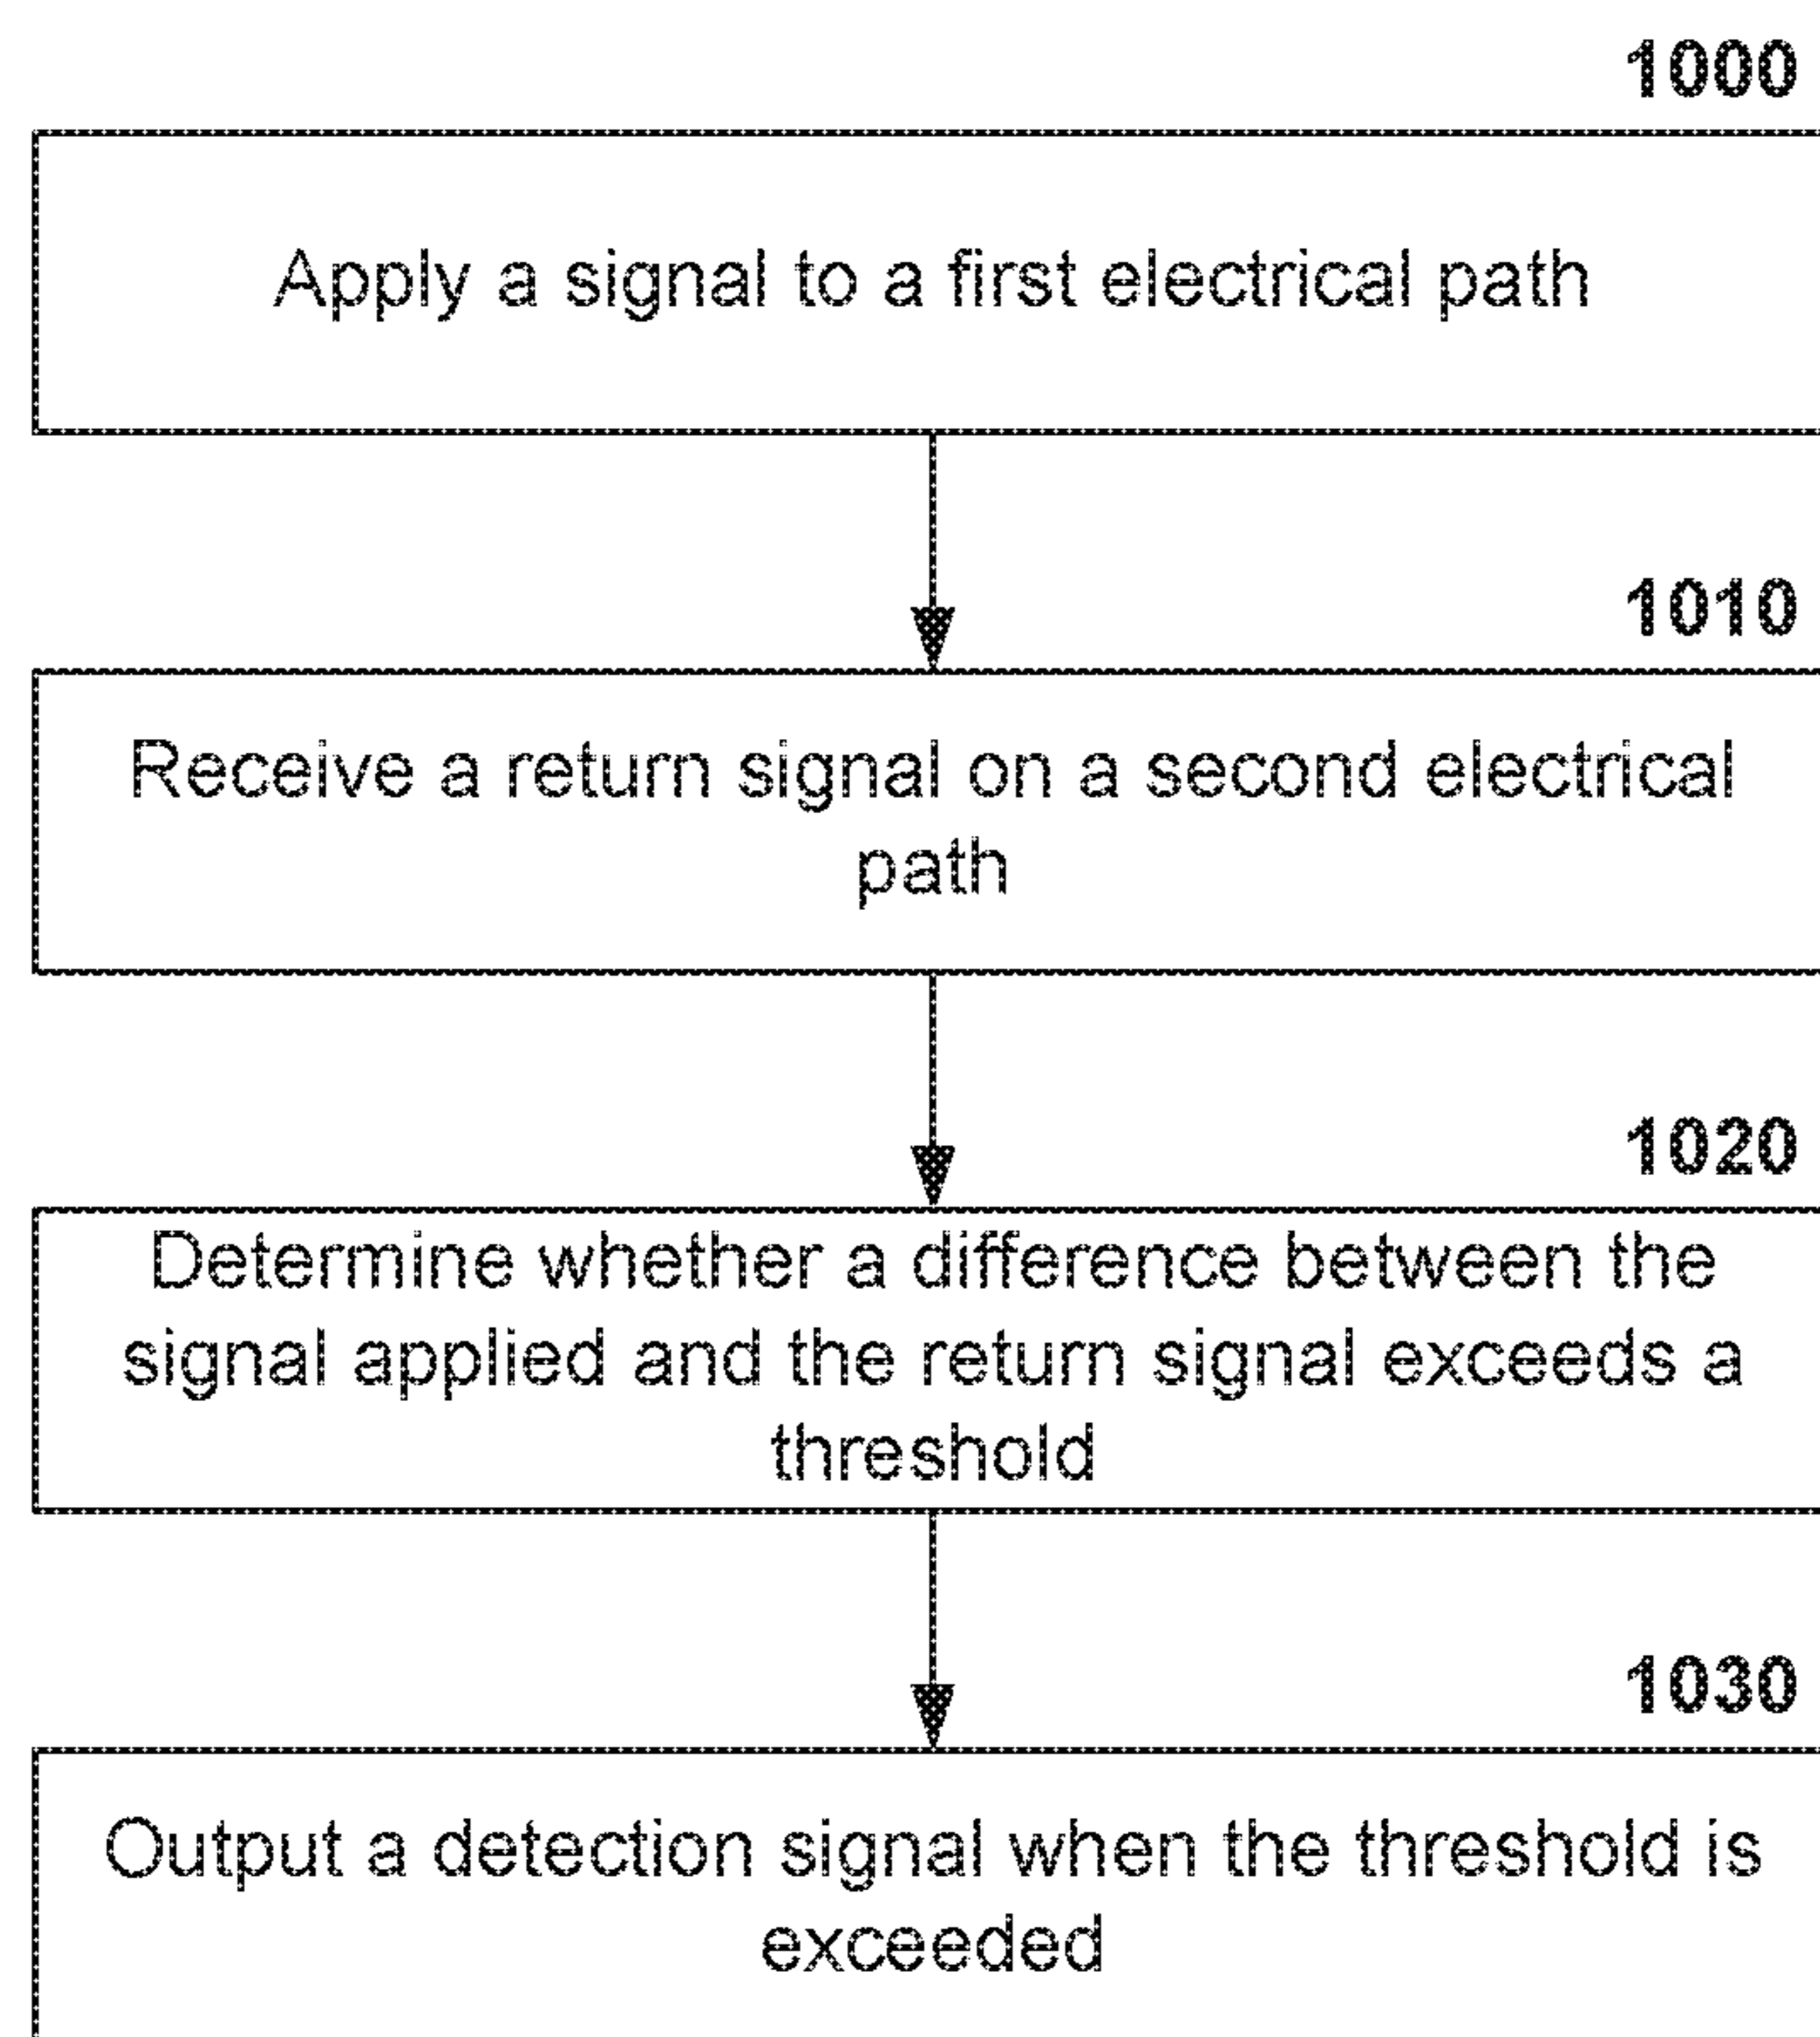 1000
Apply a signal to a first electrical path
1010
Receive a return signal on a second electrical
path
1020
Determine whether a difference between the
signal applied and the return signal exceeds a
threshold
1030
Output a detection signal when the threshold is
exceeded